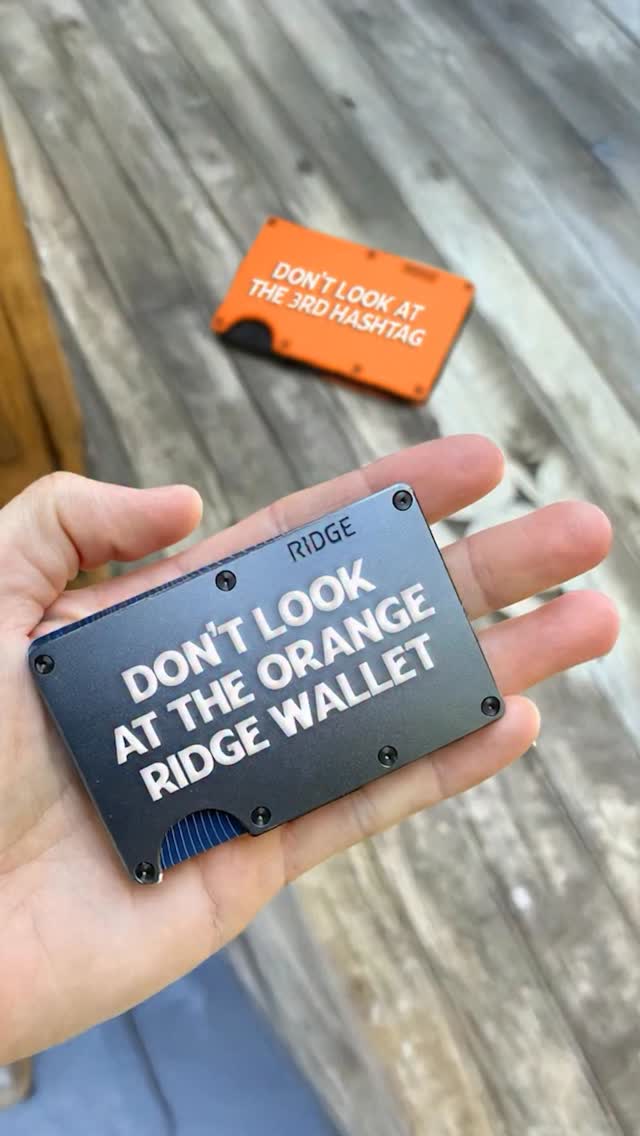 DON'T LOOK AT
THE 3RD HASHTAG
RIDGE
DON'T LOOK
AT THE ORANGE
RIDGE WALLET